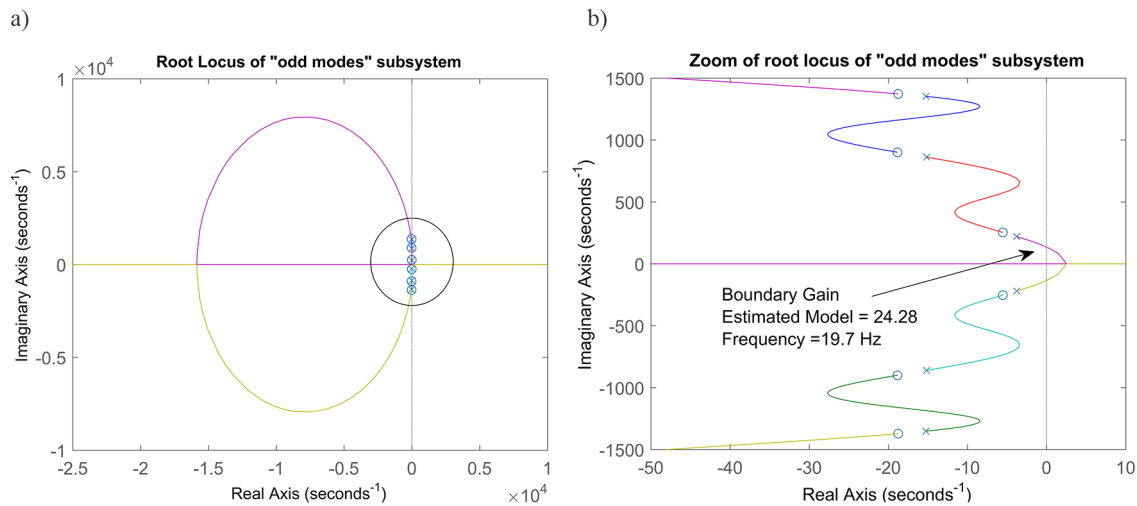 a)
b)
Root Locus of "odd modes" subsystem
1 ×10⁴
0.5
0
-0.5
-1
Imaginary Axis (seconds⁻¹)
-2.5 -2 -1.5 -1 -0.5 0 0.5 1
Real Axis (seconds⁻¹)
×10⁴
Zoom of root locus of "odd modes" subsystem
1500
1000
500
0
-500
-1000
-1500
Imaginary Axis (seconds⁻¹)
Boundary Gain
Estimated Model = 24.28
Frequency =19.7 Hz
-50 -40 -30 -20 -10 0 10
Real Axis (seconds⁻¹)